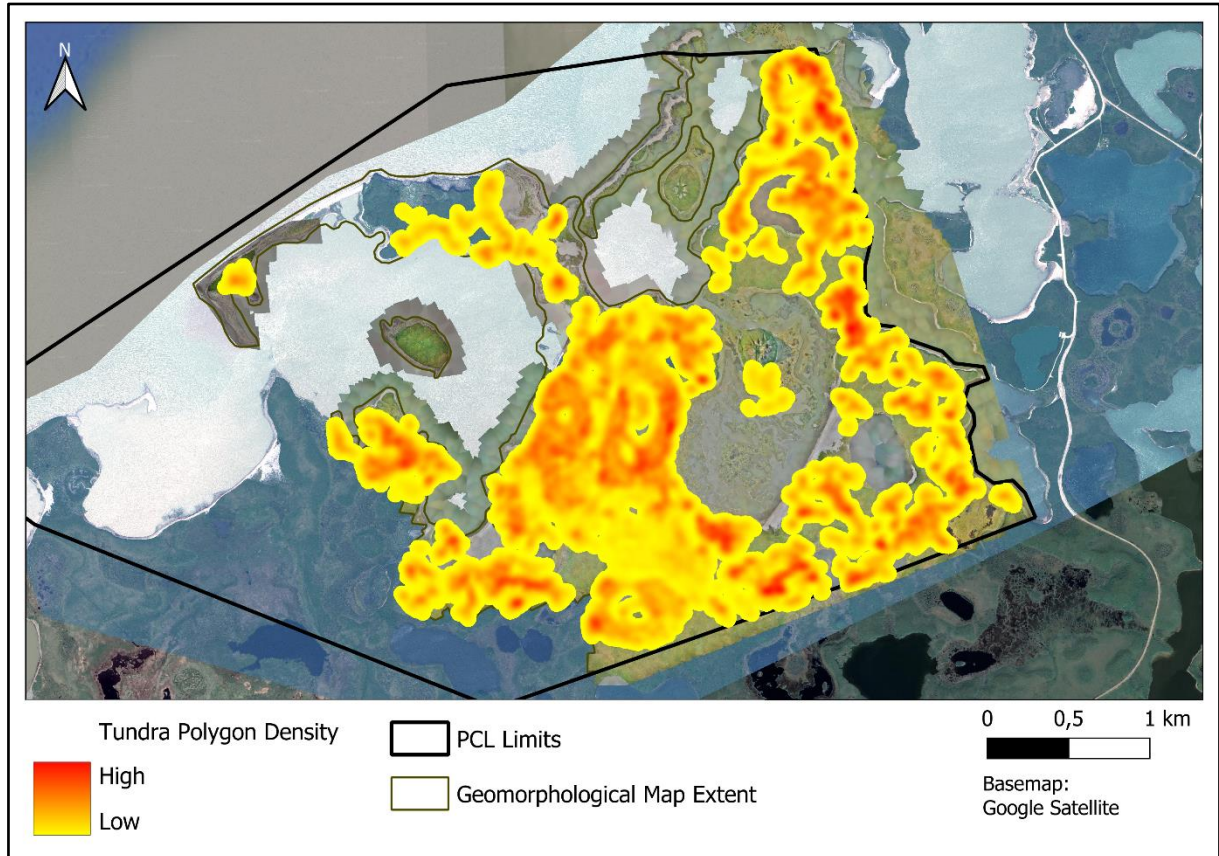 N
Tundra Polygon Density
High
Low
PCL Limits
Geomorphological Map Extent
0 0,5 1 km
Basemap:
Google Satellite